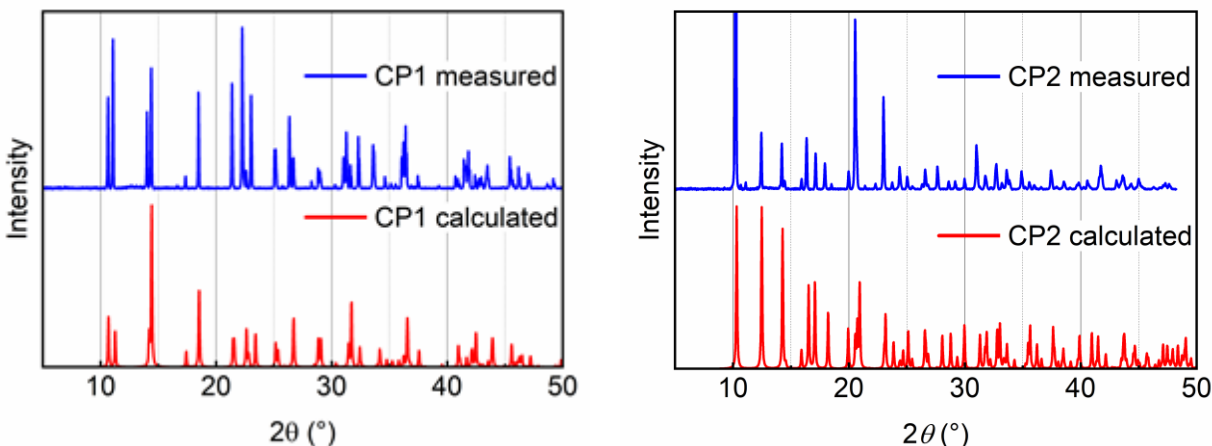 CP1 measured
CP1 calculated
Intensity
10 20 30 40 50
2θ (°)
CP2 measured
CP2 calculated
Intensity
10 20 30 40 50
2θ (°)